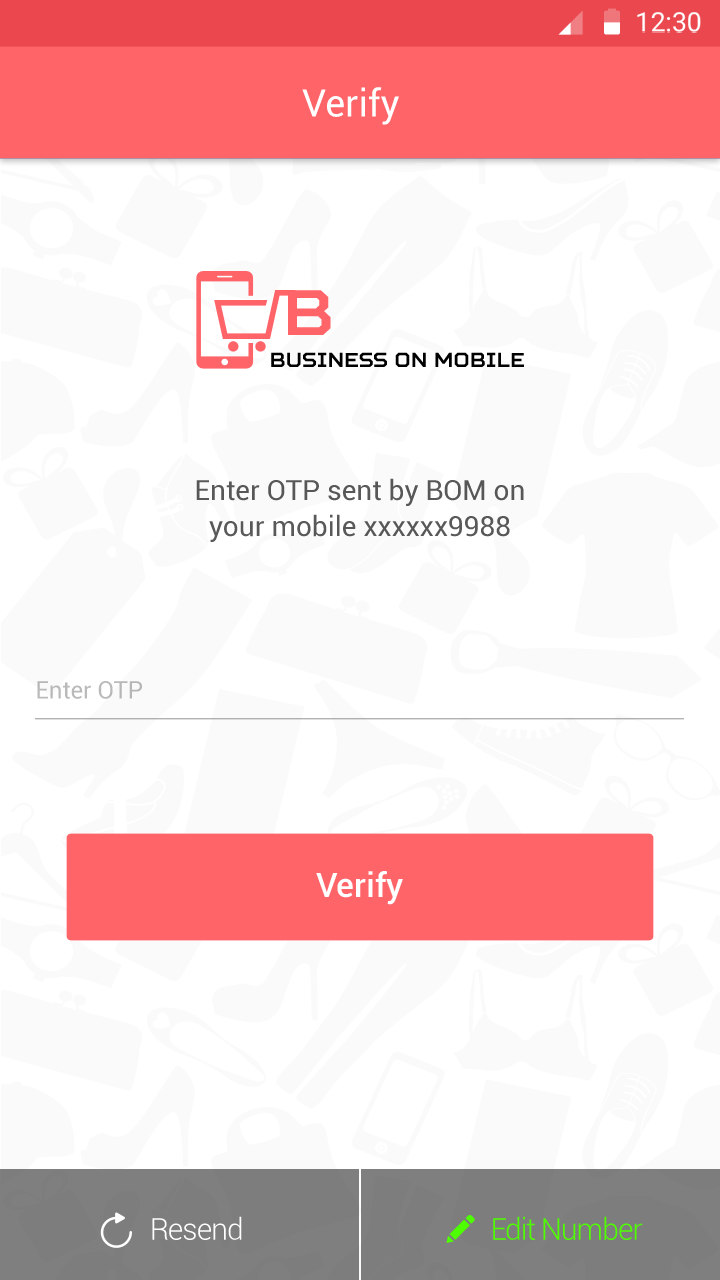 12:30
Verify
B
BUSINESS ON MOBILE
Enter OTP sent by BOM on
your mobile xxxxxx9988
Enter OTP
Verify
Resend
Edit Number